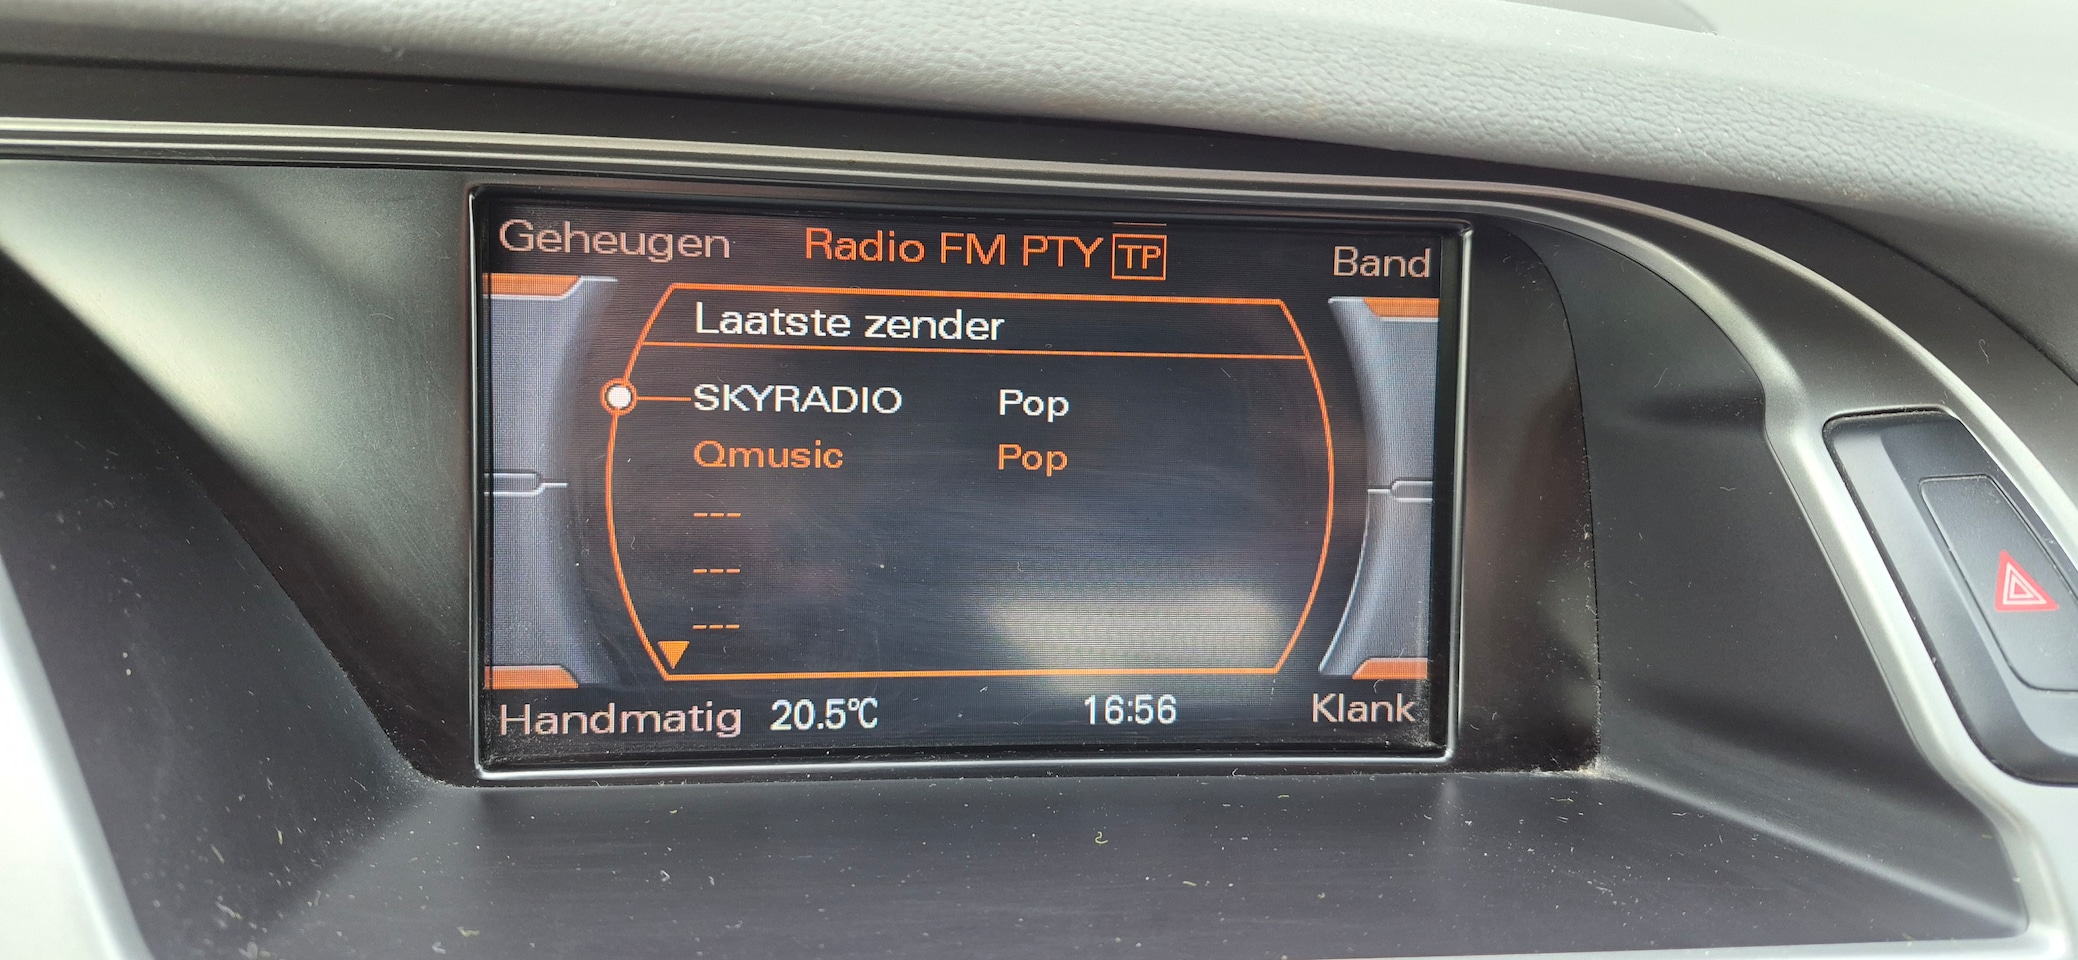 Geheugen Radio FM PTY TP Band
Laatste zender
SKYRADIO Pop
Qmusic Pop
---
---
---
Handmatig 20.5°C 16:56 Klank